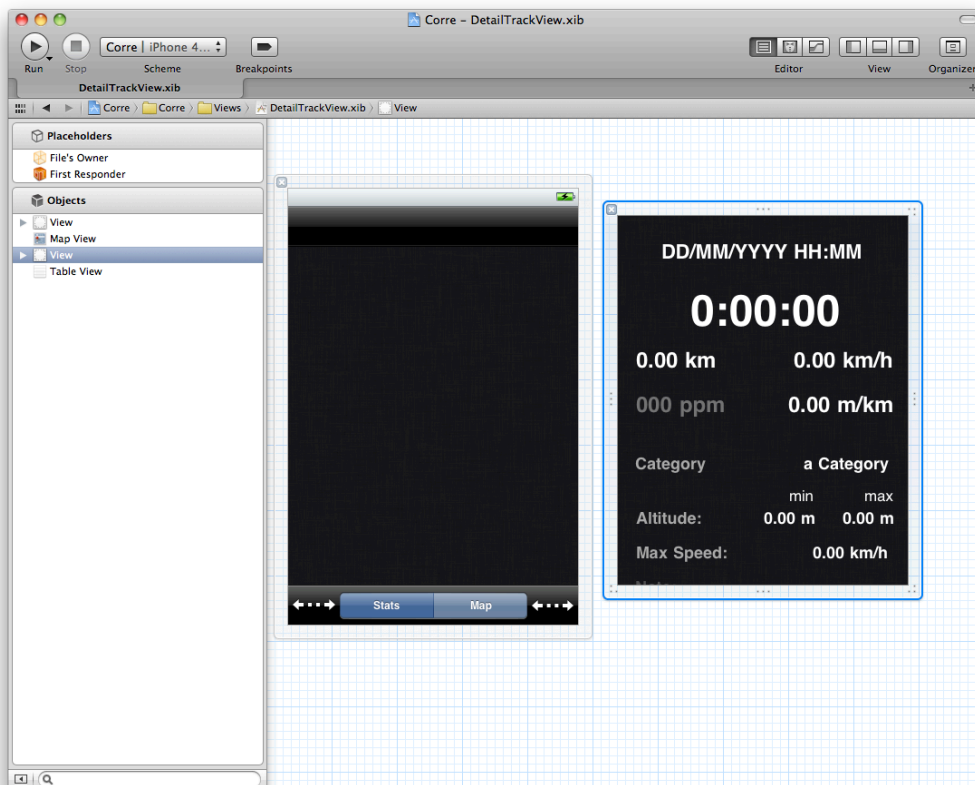 Corre – DetailTrackView.xib
Corre | iPhone 4...
Run Stop Scheme Breakpoints Editor View Organizer
DetailTrackView.xib
Corre Corre Views DetailTrackView.xib View
Placeholders
File's Owner
First Responder
Objects
View
Map View
View
Table View
Stats Map
DD/MM/YYYY HH:MM
0:00:00
0.00 km 0.00 km/h
000 ppm 0.00 m/km
Category a Category
min max
Altitude: 0.00 m 0.00 m
Max Speed: 0.00 km/h